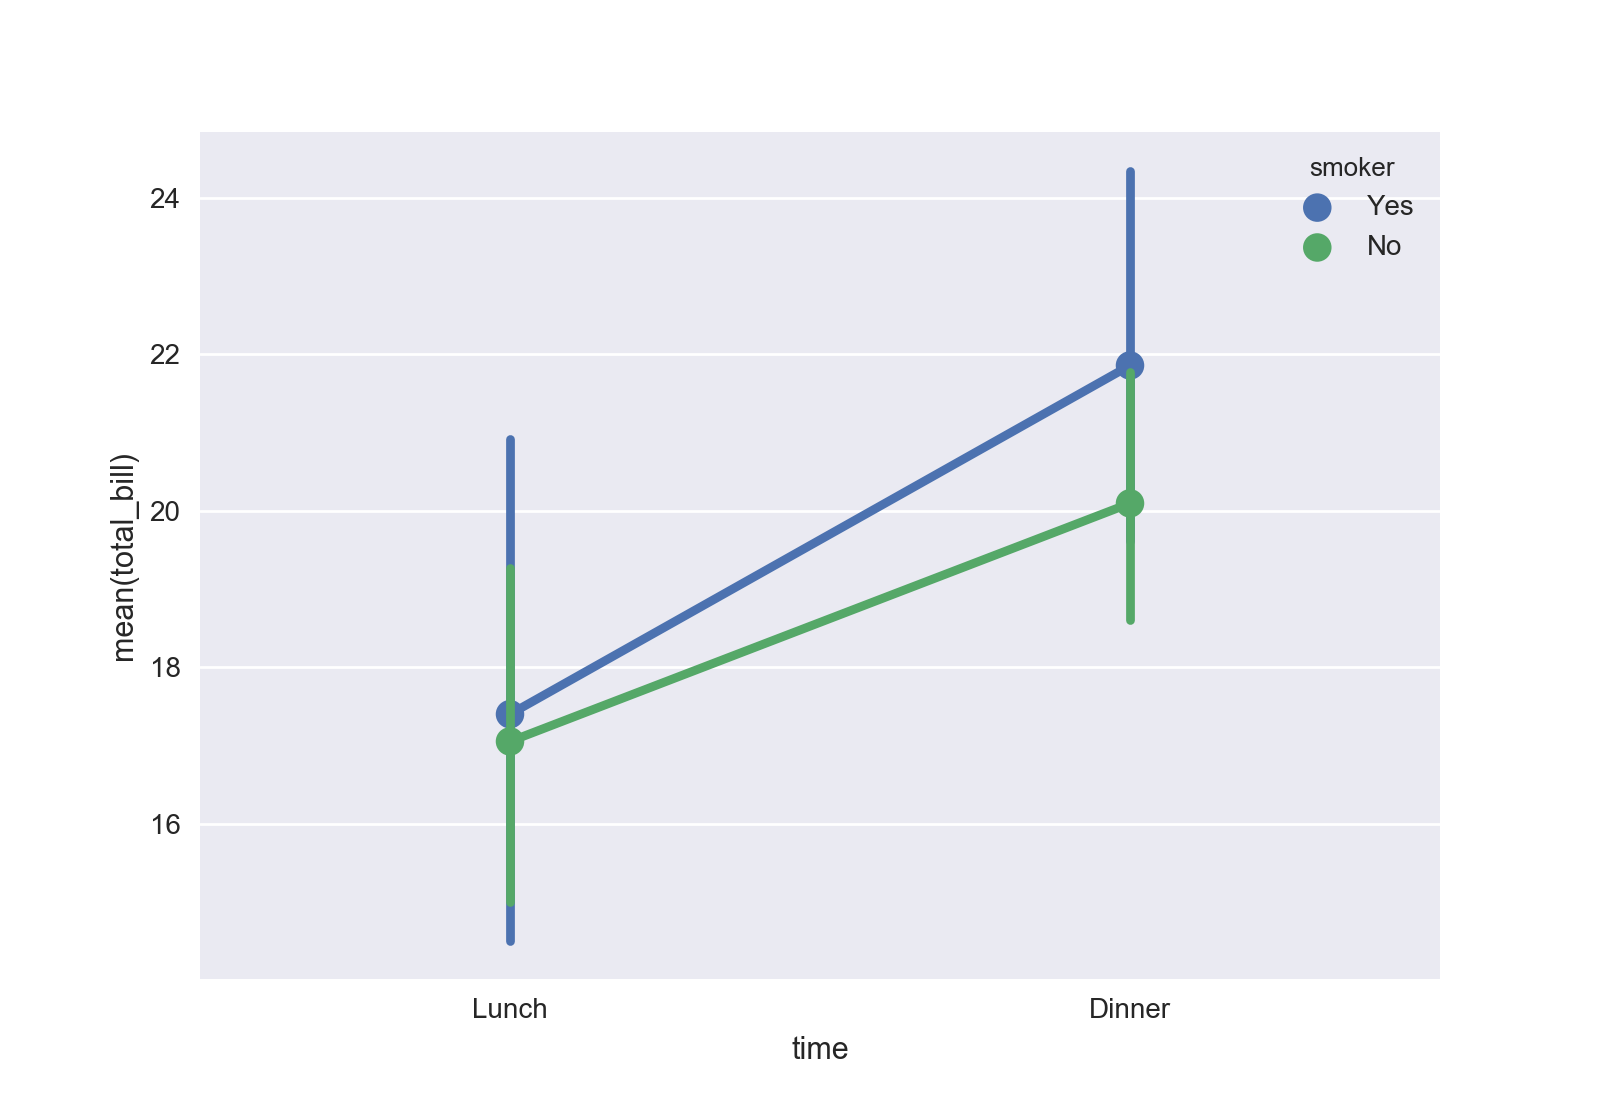 smoker
Yes
No
24
22
20
18
16
mean(total_bill)
Lunch
Dinner
time